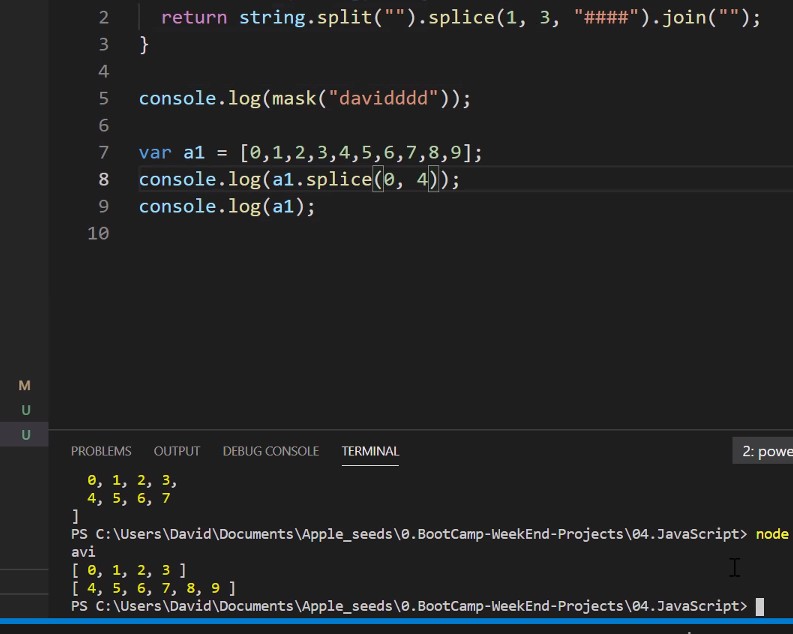 2 return string.split("").splice(1, 3, "####").join("");
3 }
4
5 console.log(mask("davidddd"));
6
7 var a1 = [0,1,2,3,4,5,6,7,8,9];
8 console.log(a1.splice(0, 4));
9 console.log(a1);
10
M
U
U
PROBLEMS OUTPUT DEBUG CONSOLE TERMINAL 2: powe
0, 1, 2, 3,
4, 5, 6, 7
]
PS C:\Users\David\Documents\Apple_seeds\0.BootCamp-WeekEnd-Projects\04.JavaScript> node
avi
[ 0, 1, 2, 3 ]
[ 4, 5, 6, 7, 8, 9 ]
PS C:\Users\David\Documents\Apple_seeds\0.BootCamp-WeekEnd-Projects\04.JavaScript>